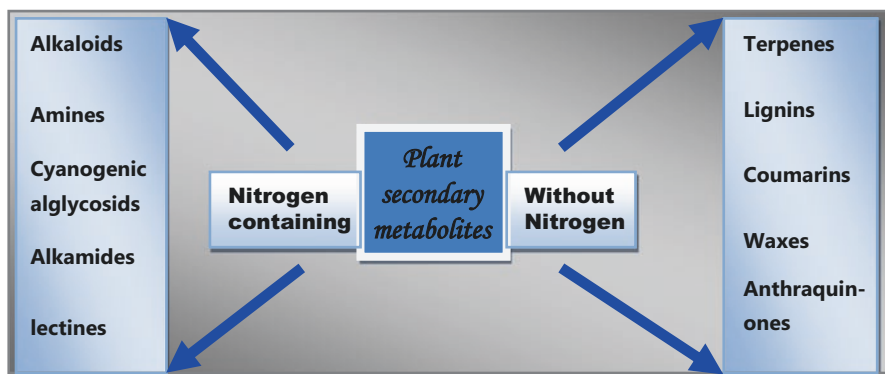 Alkaloids
Amines
Cyanogenic
alglycosids
Alkamides
lectines
Nitrogen
containing
Plant
secondary
metabolites
Without
Nitrogen
Terpenes
Lignins
Coumarins
Waxes
Anthraquin-
ones